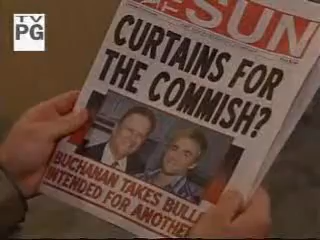 TV
PG
SUN
CURTAINS FOR
THE COMMISH?
BUCHANAN TAKES BULL
INTENDED FOR ANOTHER